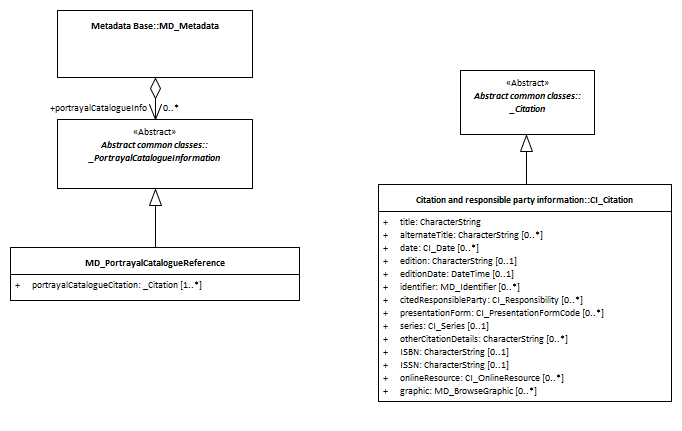 Metadata Base::MD_Metadata
+portrayalCatalogueInfo 0..*
«Abstract»
Abstract common classes::
_PortrayalCatalogueInformation
MD_PortrayalCatalogueReference
+ portrayalCatalogueCitation: _Citation [1..*]
«Abstract»
Abstract common classes::
_Citation
Citation and responsible party information::CI_Citation
+ title: CharacterString
+ alternateTitle: CharacterString [0..*]
+ date: CI_Date [0..*]
+ edition: CharacterString [0..1]
+ editionDate: DateTime [0..1]
+ identifier: MD_Identifier [0..*]
+ citedResponsibleParty: CI_Responsibility [0..*]
+ presentationForm: CI_PresentationFormCode [0..*]
+ series: CI_Series [0..1]
+ otherCitationDetails: CharacterString [0..*]
+ ISBN: CharacterString [0..1]
+ ISSN: CharacterString [0..1]
+ onlineResource: CI_OnlineResource [0..*]
+ graphic: MD_BrowseGraphic [0..*]